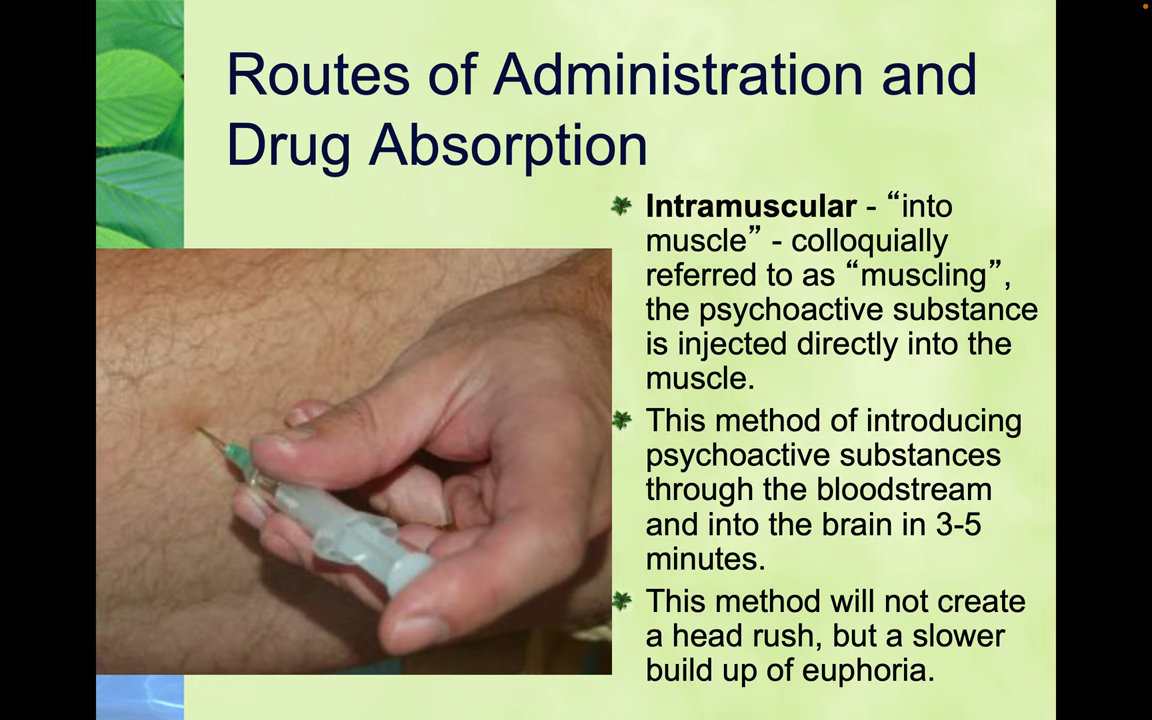 Routes of Administration and
Drug Absorption
Intramuscular - “into
muscle” - colloquially
referred to as “muscling”,
the psychoactive substance
is injected directly into the
muscle.
This method of introducing
psychoactive substances
through the bloodstream
and into the brain in 3-5
minutes.
This method will not create
a head rush, but a slower
build up of euphoria.